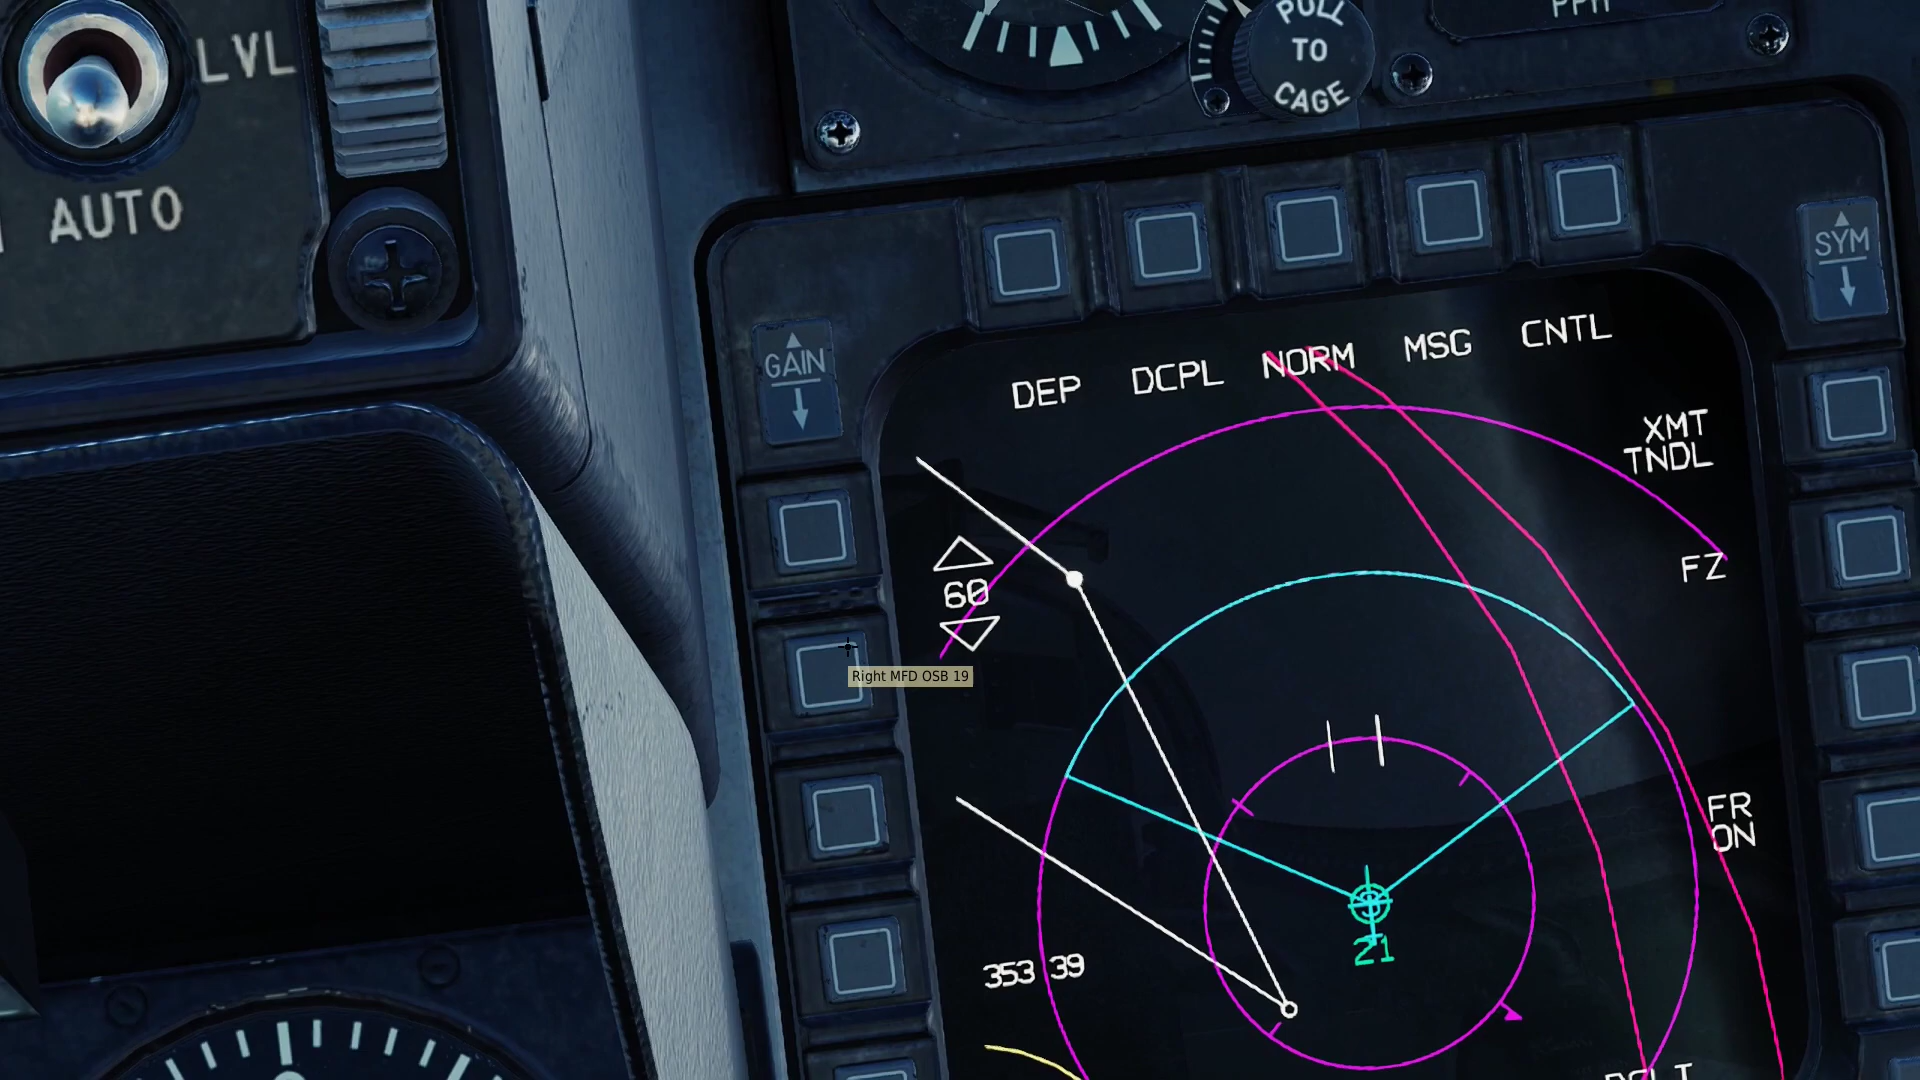 LVL
AUTO
PULL
TO
CAGE
PPH
GAIN
SYM
DEP DCPL NORM MSG CNTL
XMT
TNDL
60
FZ
Right MFD OSB 19
FR
ON
21
353 39